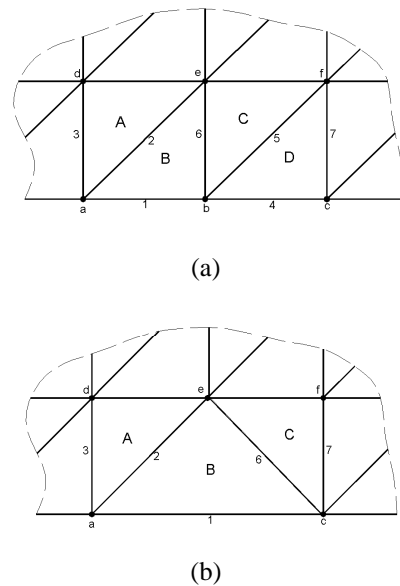 d e f
A C
3 2 6 5 7
B D
a 1 b 4 c
(a)
d e f
A C
3 2 6 7
B
a 1 c
(b)